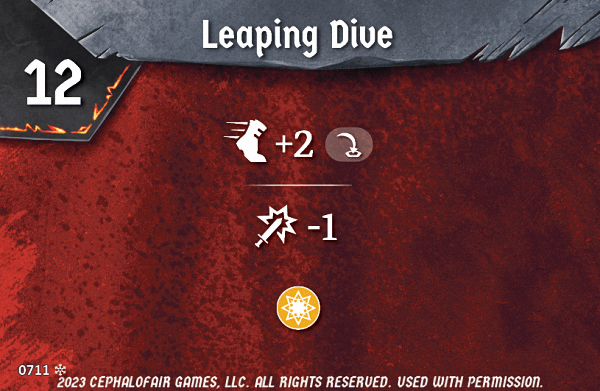 Leaping Dive
12
+2
-1
0711
2023 CEPHALOFAIR GAMES, LLC. ALL RIGHTS RESERVED. USED WITH PERMISSION.